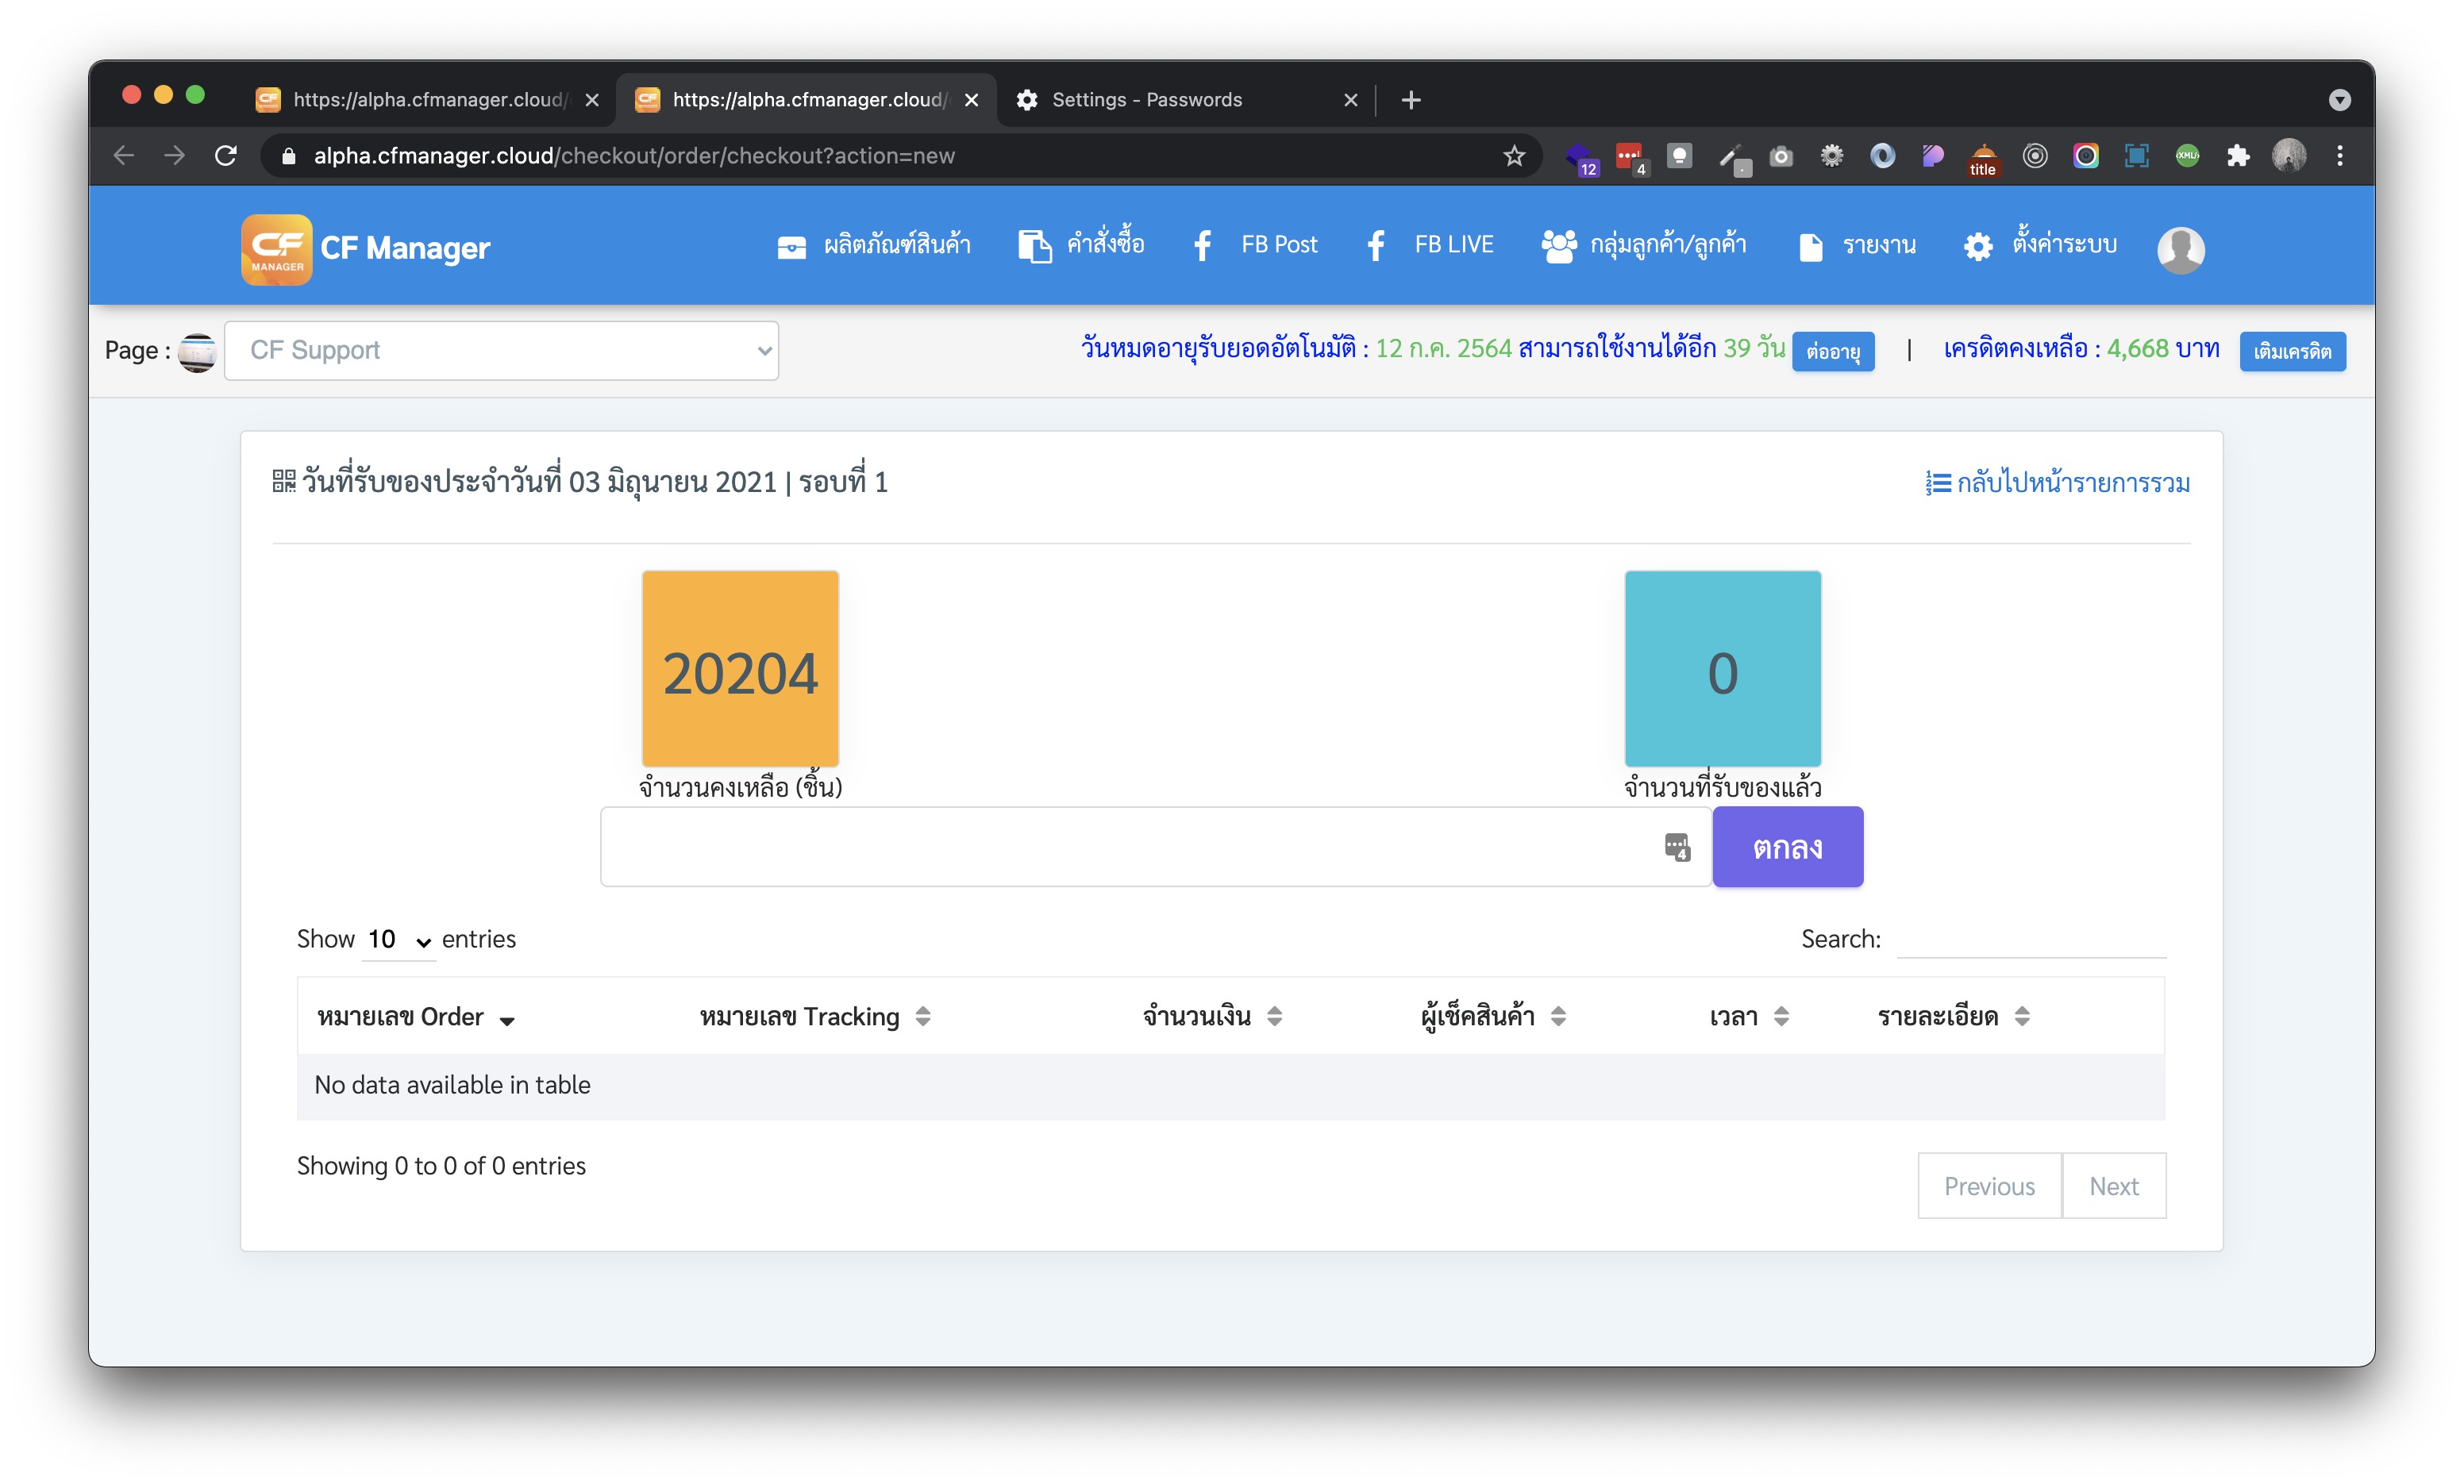 https://alpha.cfmanager.cloud/ https://alpha.cfmanager.cloud/ Settings - Passwords
alpha.cfmanager.cloud/checkout/order/checkout?action=new 12 4 title XML
CF MANAGER CF Manager ผลิตภัณฑ์สินค้า คำสั่งซื้อ FB Post FB LIVE กลุ่มลูกค้า/ลูกค้า รายงาน ตั้งค่าระบบ
Page : CF Support วันหมดอายุรับยอดอัตโนมัติ : 12 ก.ค. 2564 สามารถใช้งานได้อีก 39 วัน ต่ออายุ | เครดิตคงเหลือ : 4,668 บาท เติมเครดิต
วันที่รับของประจำวันที่ 03 มิถุนายน 2021 | รอบที่ 1 กลับไปหน้ารายการรวม
20204 0
จำนวนคงเหลือ (ชิ้น) จำนวนที่รับของแล้ว
4 ตกลง
Show 10 entries Search:
หมายเลข Order หมายเลข Tracking จำนวนเงิน ผู้เช็คสินค้า เวลา รายละเอียด
No data available in table
Showing 0 to 0 of 0 entries
Previous Next